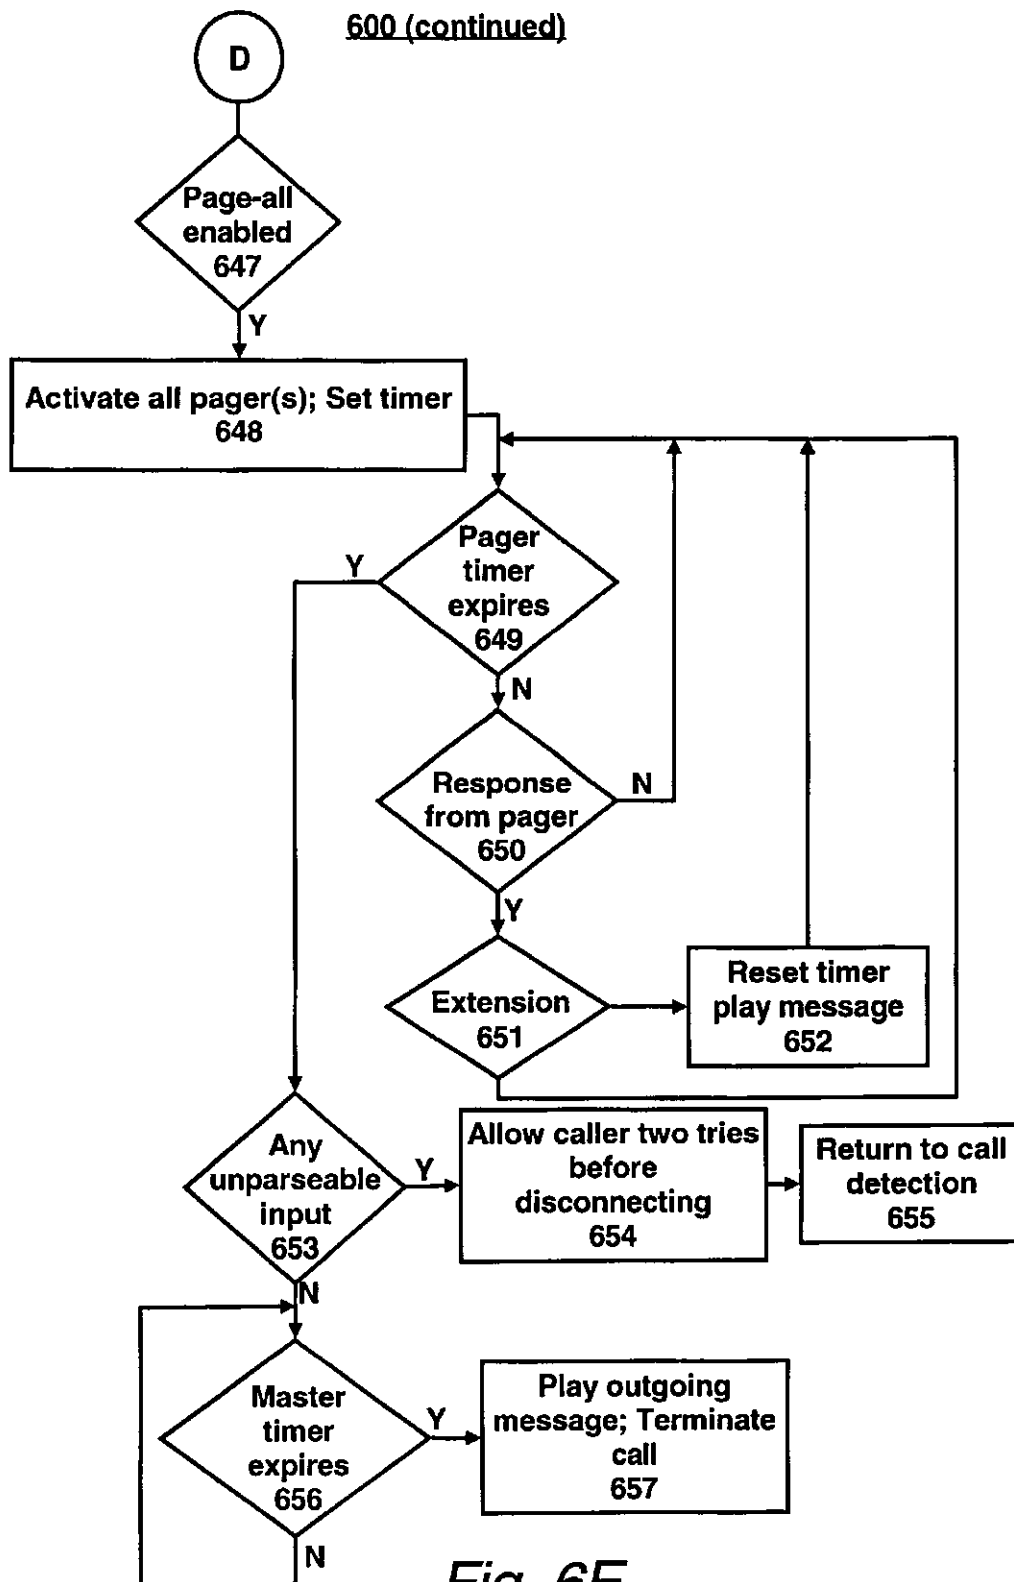 600 (continued)
D
Page-all
enabled
647
Y
Activate all pager(s); Set timer
648
Pager
timer
expires
649
Y
N
Response
from pager
650
N
Y
Extension
651
Reset timer
play message
652
Any
unparseable
input
653
Y
Allow caller two tries
before
disconnecting
654
Return to call
detection
655
N
Master
timer
expires
656
Y
Play outgoing
message; Terminate
call
657
N
Fig.